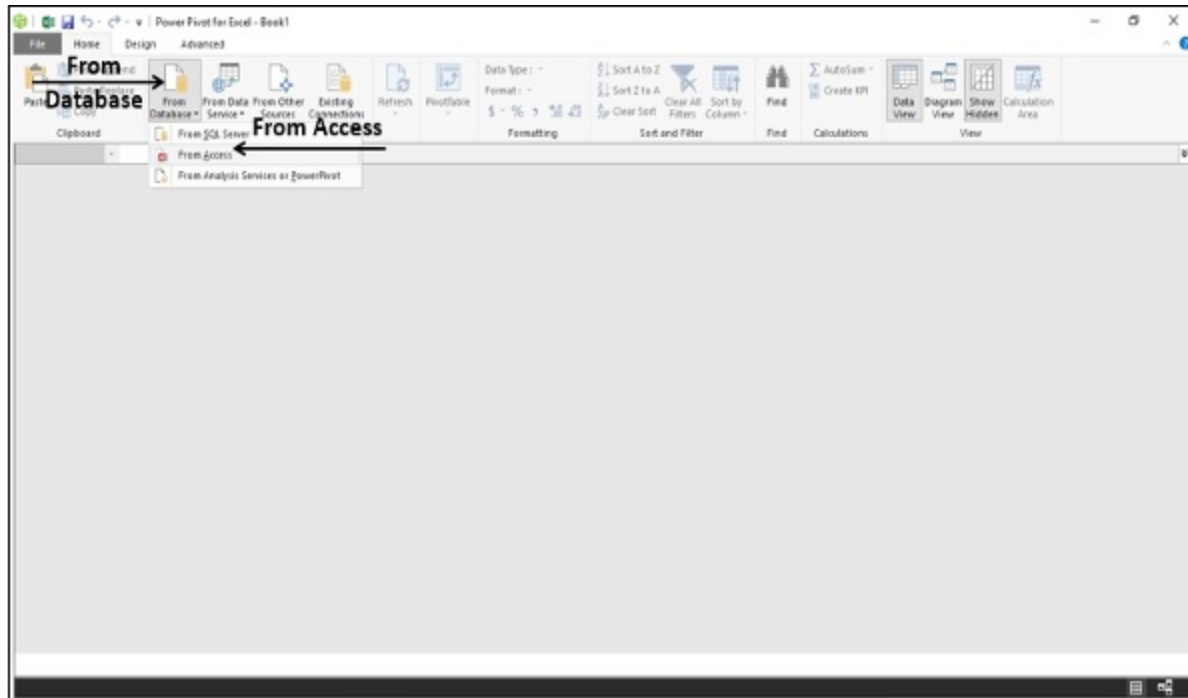 Power Pivot for Excel - Book1
File Home Design Advanced
From
Database
Paste
Copy
Clipboard
From Database
From Data Service
From Other Sources
Existing Connections
Refresh
PivotTable
Data Type :
Format :
$ - % ,
Formatting
Sort A to Z
Sort Z to A
Clear Sort
Clear All Filters
Sort by Column
Sort and Filter
Find
Find
AutoSum
Create KPI
Calculations
Data View
Diagram View
Show Hidden
Calculation Area
View
From SQL Server
From Access
From Access
From Analysis Services or PowerPivot